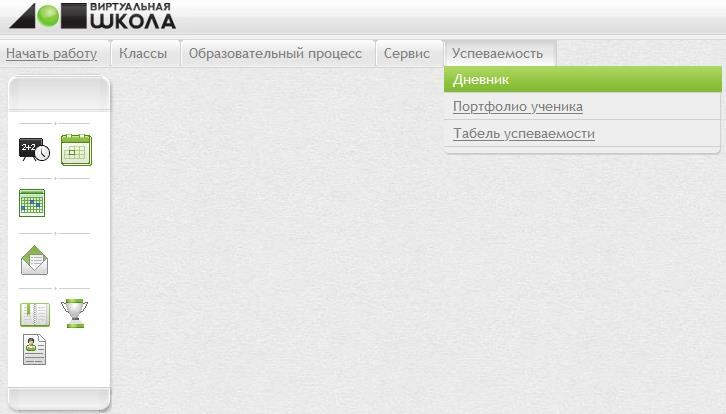 ВИРТУАЛЬНАЯ
ШКОЛА
Начать работу Классы Образовательный процесс Сервис Успеваемость
Дневник
Портфолио ученика
Табель успеваемости
2+2